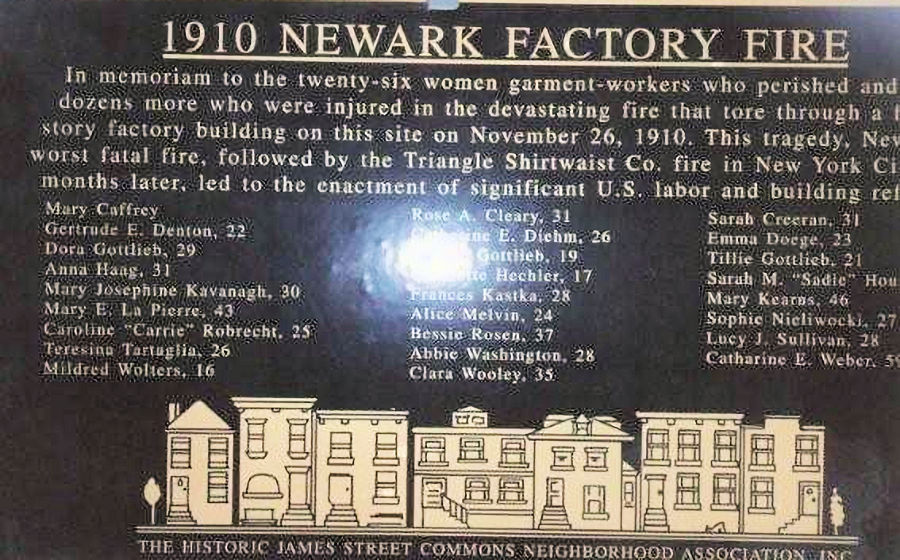 1910 NEWARK FACTORY FIRE
In memoriam to the twenty-six women garment-workers who perished and
dozens more who were injured in the devastating fire that tore through a
story factory building on this site on November 26, 1910. This tragedy,
worst fatal fire, followed by the Triangle Shirtwaist Co. fire in New York
months later, led to the enactment of significant U.S. labor and building
Mary Caffrey
Gertrude E. Denton, 22
Dora Gottlieb, 29
Anna Haag, 31
Mary Josephine Kavanagh, 30
Mary E. La Pierre, 43
Caroline "Carrie" Robrecht, 25
Teresina Tartaglia, 26
Mildred Wolters, 16
Rose A. Cleary, 31
E. Diehm, 26
Gottlieb, 19
Hechler, 17
Frances Kastka, 28
Alice Melvin, 24
Bessie Rosen, 37
Abbie Washington, 28
Clara Wooley, 35
Sarah Creeran, 31
Emma Doege, 23
Tillie Gottlieb, 21
Sarah M. "Sadie"
Mary Kearns, 46
Sophie Nieliwocki, 27
Lucy J. Sullivan, 28
Catharine E. Weber,
THE HISTORIC JAMES STREET COMMONS NEIGHBORHOOD ASSOCIATION